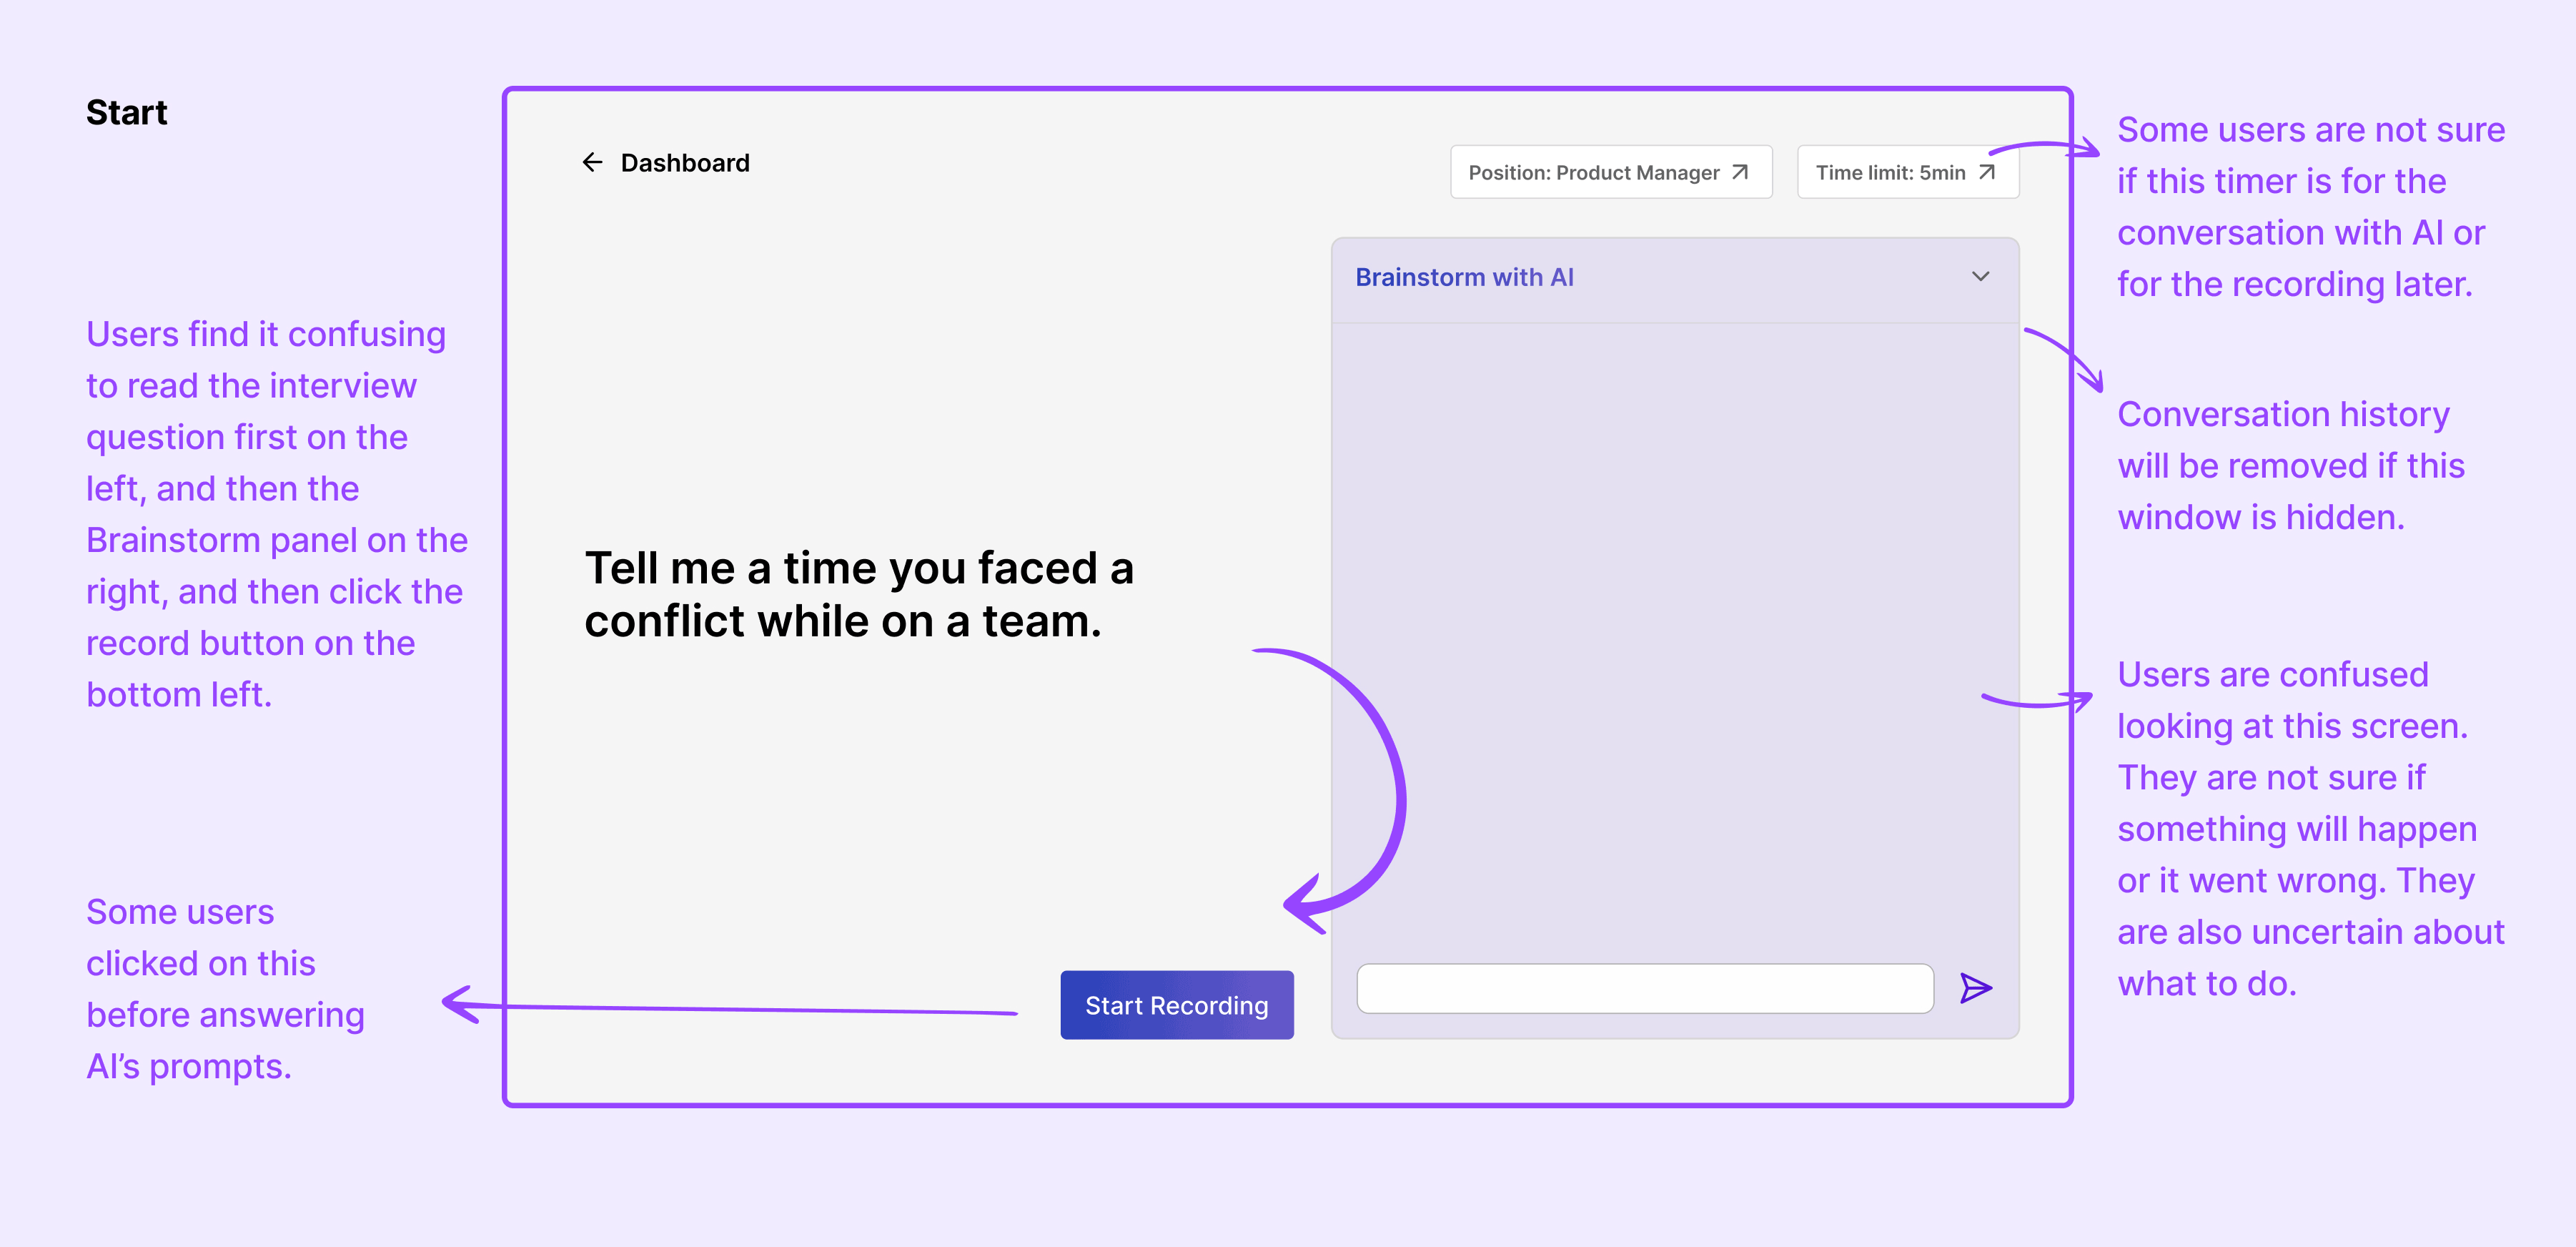 Start
Users find it confusing
to read the interview
question first on the
left, and then the
Brainstorm panel on the
right, and then click the
record button on the
bottom left.
Some users
clicked on this
before answering
AI’s prompts.
Dashboard
Position: Product Manager
Time limit: 5min
Tell me a time you faced a
conflict while on a team.
Start Recording
Brainstorm with AI
Some users are not sure
if this timer is for the
conversation with AI or
for the recording later.
Conversation history
will be removed if this
window is hidden.
Users are confused
looking at this screen.
They are not sure if
something will happen
or it went wrong. They
are also uncertain about
what to do.